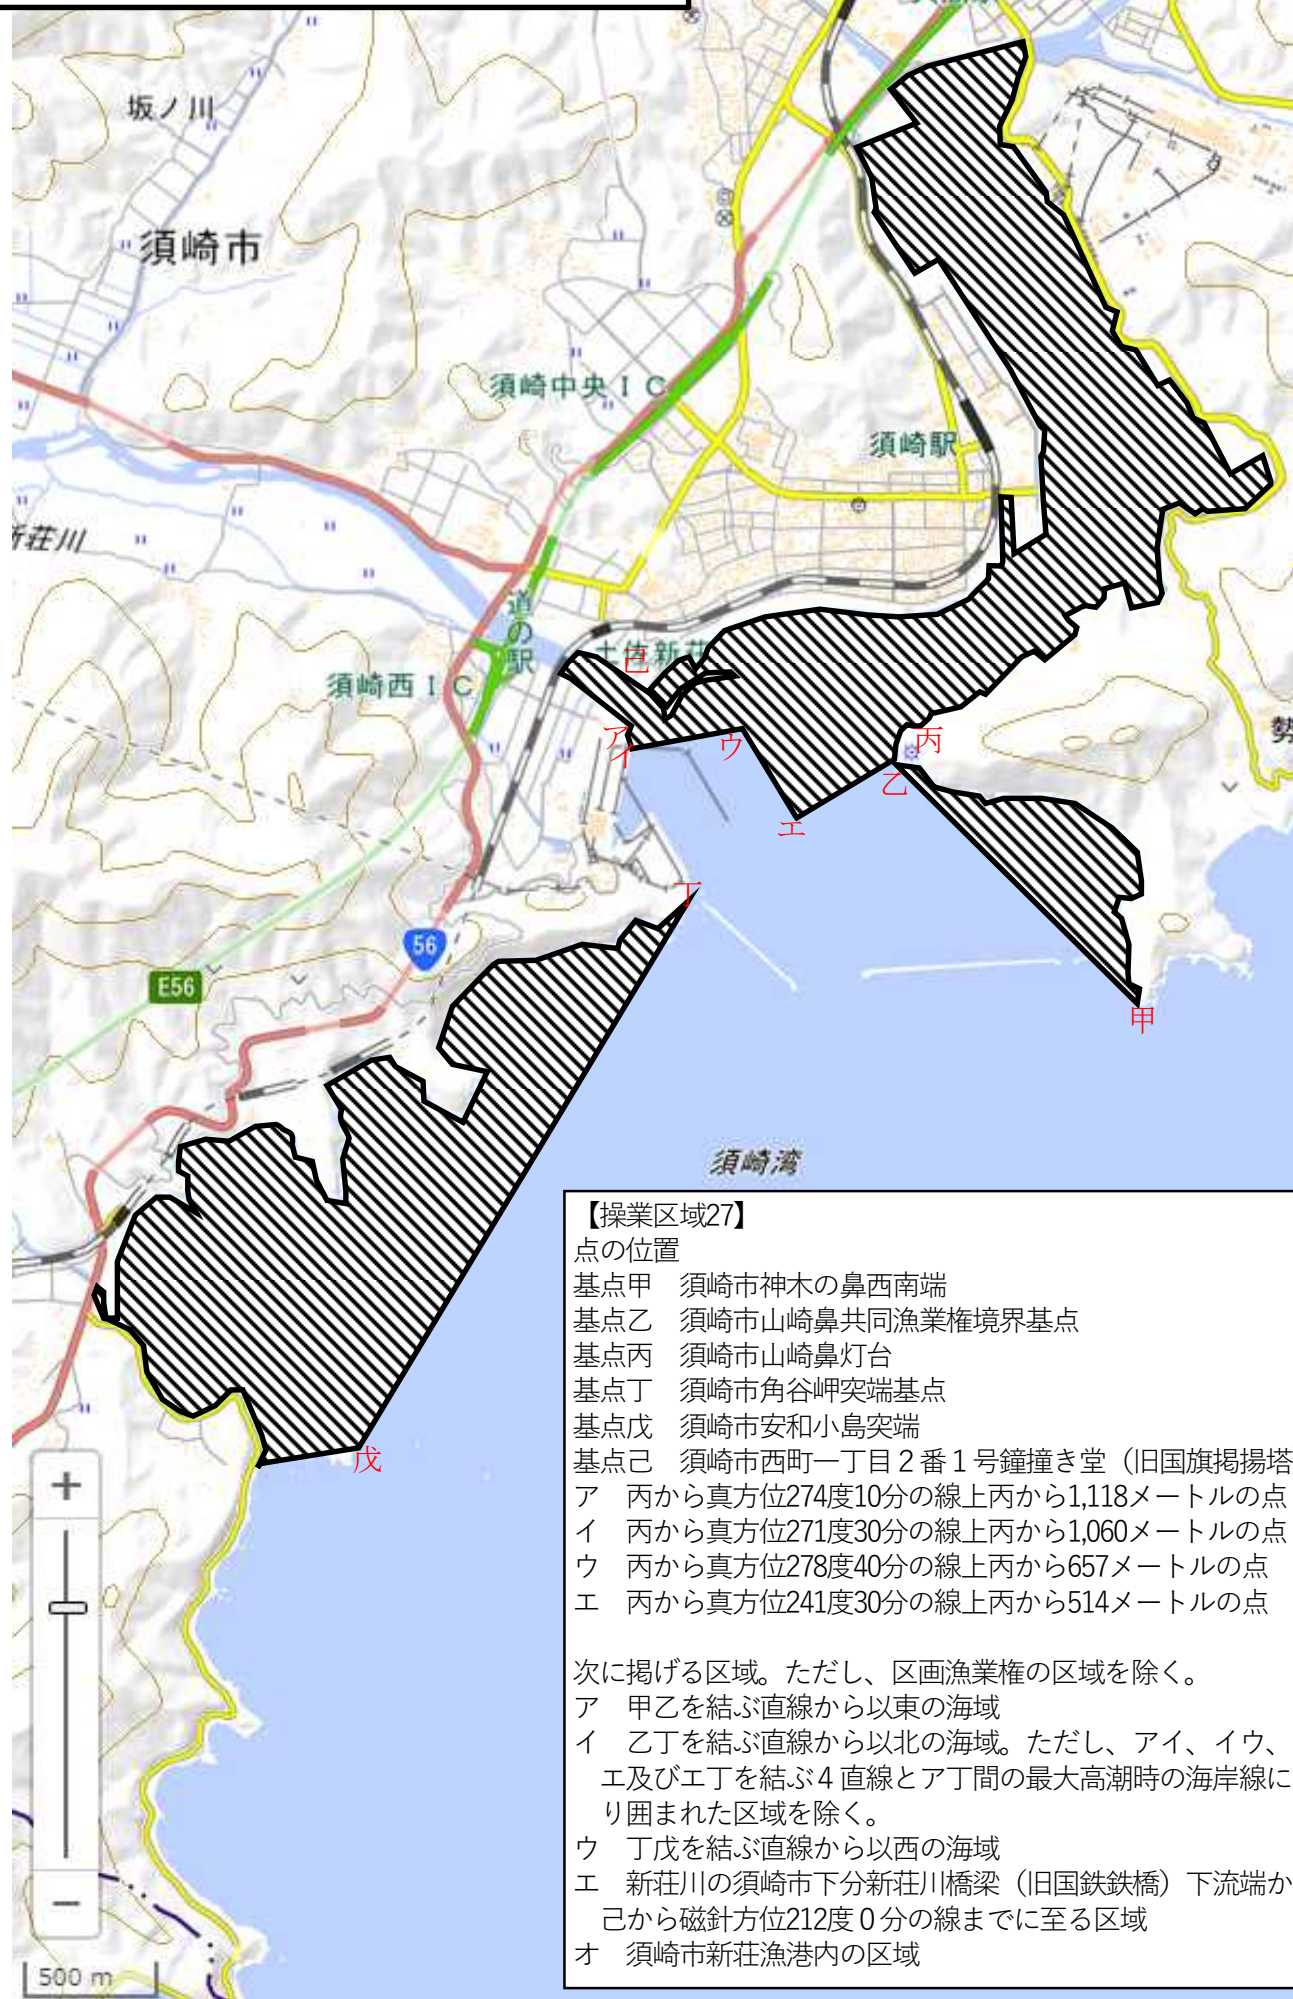 坂ノ川
須崎市
須崎中央ＩＣ
須崎駅
新荘川
道の駅
土佐新荘
須崎西ＩＣ
己
ア
イ
ウ
丙
乙
エ
勢
丁
56
E56
甲
須崎湾
戊
【操業区域27】
点の位置
基点甲　須崎市神木の鼻西南端
基点乙　須崎市山崎鼻共同漁業権境界基点
基点丙　須崎市山崎鼻灯台
基点丁　須崎市角谷岬突端基点
基点戊　須崎市安和小島突端
基点己　須崎市西町一丁目２番１号鐘撞き堂（旧国旗掲揚塔
ア　丙から真方位274度10分の線上丙から1,118メートルの点
イ　丙から真方位271度30分の線上丙から1,060メートルの点
ウ　丙から真方位278度40分の線上丙から657メートルの点
エ　丙から真方位241度30分の線上丙から514メートルの点
次に掲げる区域。ただし、区画漁業権の区域を除く。
ア　甲乙を結ぶ直線から以東の海域
イ　乙丁を結ぶ直線から以北の海域。ただし、アイ、イウ、
エ及びエ丁を結ぶ４直線とア丁間の最大高潮時の海岸線に
り囲まれた区域を除く。
ウ　丁戊を結ぶ直線から以西の海域
エ　新荘川の須崎市下分新荘川橋梁（旧国鉄鉄橋）下流端か
己から磁針方位212度０分の線までに至る区域
オ　須崎市新荘漁港内の区域
+
−
500 m